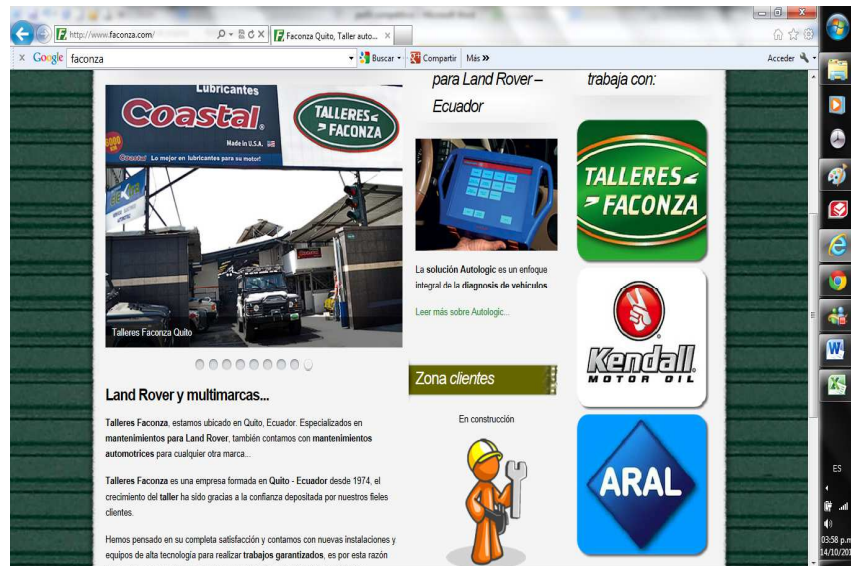 http://www.faconza.com/
Faconza Quito, Taller auto...
x Google faconza
Buscar
Compartir
Más »
Acceder
Lubricantes
Coastal
Made in U.S.A.
Coastal Lo mejor en lubricantes para su motor!
TALLERES
FACONZA
Talleres Faconza Quito
Land Rover y multimarcas...
Talleres Faconza, estamos ubicado en Quito, Ecuador. Especializados en
mantenimientos para Land Rover, también contamos con mantenimientos
automotrices para cualquier otra marca...
Talleres Faconza es una empresa formada en Quito - Ecuador desde 1974, el
crecimiento del taller ha sido gracias a la confianza depositada por nuestros fieles
clientes.
Hemos pensado en su completa satisfacción y contamos con nuevas instalaciones y
equipos de alta tecnología para realizar trabajos garantizados, es por esta razón
para Land Rover –
Ecuador
La solución Autologic es un enfoque
integral de la diagnosis de vehículos
Leer más sobre Autologic...
Zona clientes
En construcción
trabaja con:
TALLERES
FACONZA
Kendall
MOTOR OIL
ARAL
ES
03:58 p.m
14/10/201